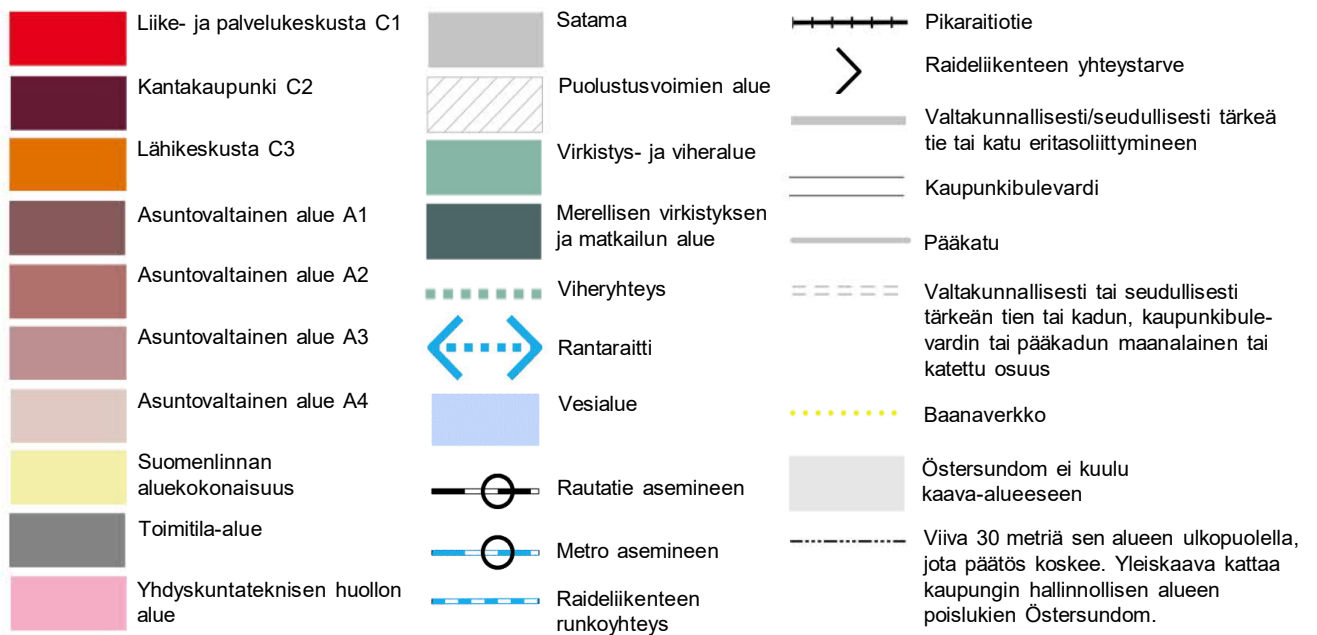 Liike- ja palvelukeskusta C1
Kantakaupunki C2
Lähikeskusta C3
Asuntovaltainen alue A1
Asuntovaltainen alue A2
Asuntovaltainen alue A3
Asuntovaltainen alue A4
Suomenlinnan
aluekokonaisuus
Toimitila-alue
Yhdyskuntateknisen huollon
alue
Satama
Puolustusvoimien alue
Virkistys- ja viheralue
Merellisen virkistyksen
ja matkailun alue
Viheryhteys
Rantaraitti
Vesialue
Rautatie asemineen
Metro asemineen
Raideliikenteen
runkoyhteys
Pikaraitiotie
Raideliikenteen yhteystarve
Valtakunnallisesti/seudullisesti tärkeä
tie tai katu eritasoliittymineen
Kaupunkibulevardi
Pääkatu
Valtakunnallisesti tai seudullisesti
tärkeän tien tai kadun, kaupunkibule-
vardin tai pääkadun maanalainen tai
katettu osuus
Baanaverkko
Östersundom ei kuulu
kaava-alueeseen
Viiva 30 metriä sen alueen ulkopuolella,
jota päätös koskee. Yleiskaava kattaa
kaupungin hallinnollisen alueen
poislukien Östersundom.